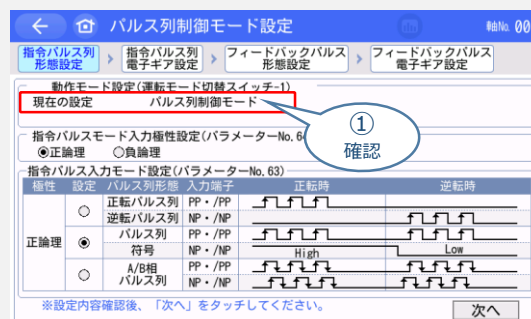 パルス列制御モード設定
軸No. 00
指令パルス列
形態設定
指令パルス列
電子ギア設定
フィードバックパルス
形態設定
フィードバックパルス
電子ギア設定
動作モード設定(運転モード切替スイッチ-1)
現在の設定 パルス列制御モード
①
確認
指令パルスモード入力極性設定(パラメーターNo. 6
◉正論理 ○負論理
指令パルス入力モード設定(パラメーターNo. 63)
極性 設定 パルス列形態 入力端子 正転時 逆転時
正転パルス列 PP・/PP
逆転パルス列 NP・/NP
正論理
パルス列 PP・/PP
符号 NP・/NP High Low
A/B相
パルス列
PP・/PP
NP・/NP
※設定内容確認後、「次へ」をタッチしてください。
次へ